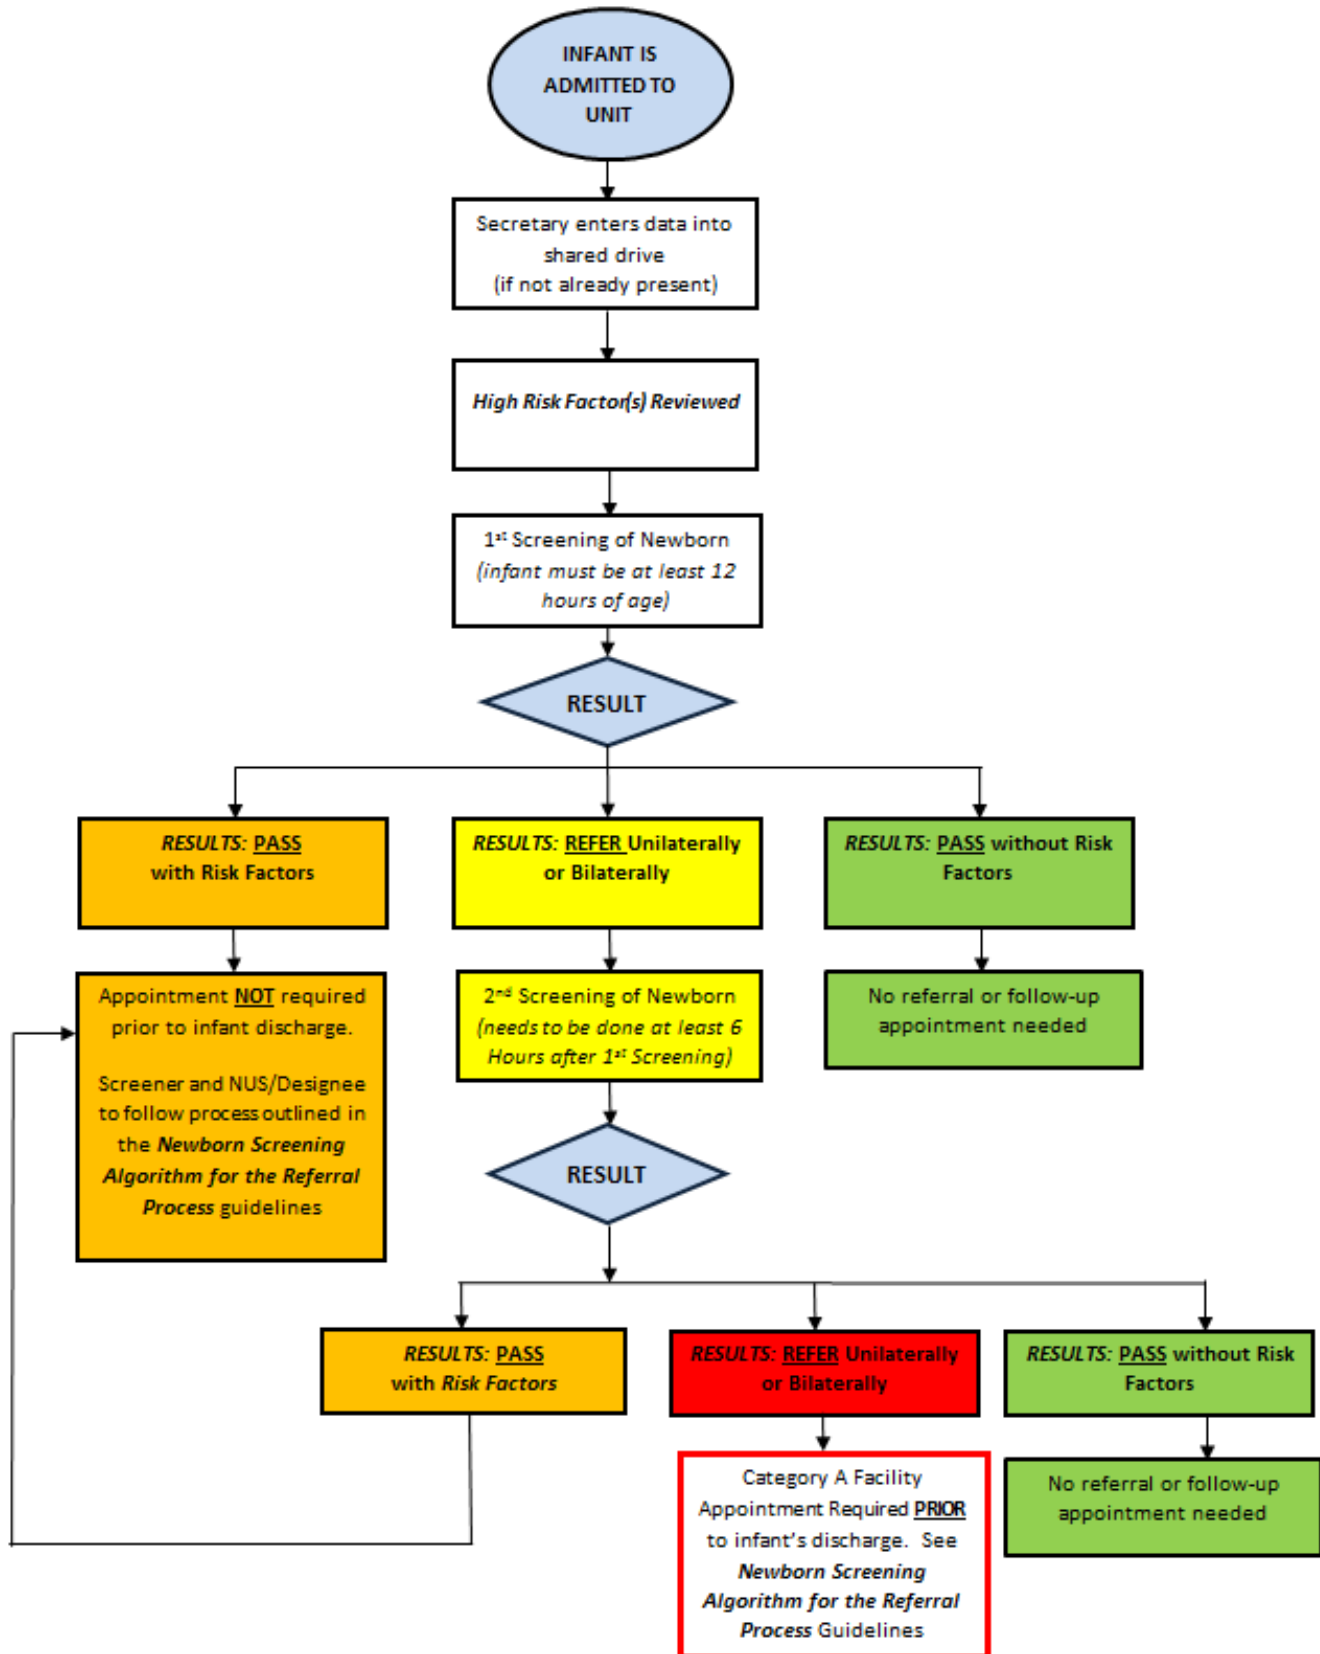 INFANT IS
ADMITTED TO
UNIT
Secretary enters data into
shared drive
(if not already present)
High Risk Factor(s) Reviewed
1st Screening of Newborn
(infant must be at least 12
hours of age)
RESULT
RESULTS: PASS
with Risk Factors
RESULTS: REFER Unilaterally
or Bilaterally
RESULTS: PASS without Risk
Factors
Appointment NOT required
prior to infant discharge.
Screener and NUS/Designee
to follow process outlined in
the Newborn Screening
Algorithm for the Referral
Process guidelines
2nd Screening of Newborn
(needs to be done at least 6
Hours after 1st Screening)
No referral or follow-up
appointment needed
RESULT
RESULTS: PASS
with Risk Factors
RESULTS: REFER Unilaterally
or Bilaterally
RESULTS: PASS without Risk
Factors
Category A Facility
Appointment Required PRIOR
to infant's discharge. See
Newborn Screening
Algorithm for the Referral
Process Guidelines
No referral or follow-up
appointment needed